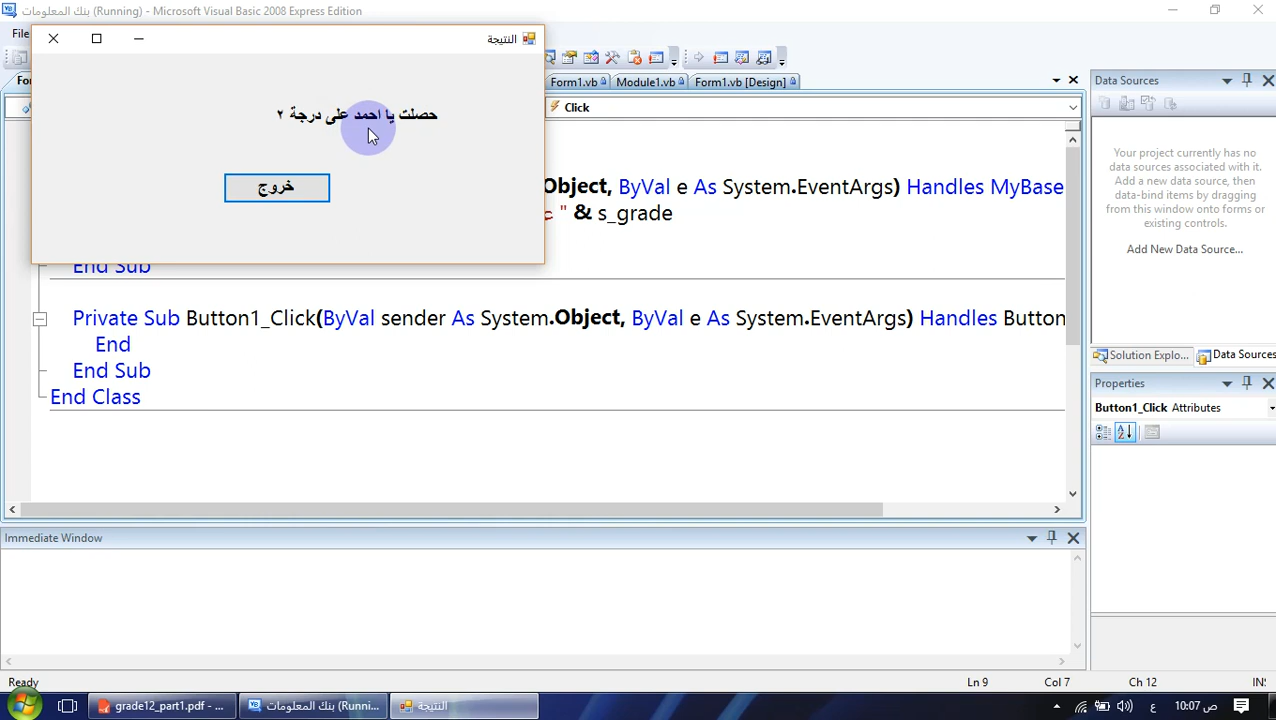 بنك المعلومات (Running) - Microsoft Visual Basic 2008 Express Edition
النتيجة
حصلت يا احمد على درجة ٢
خروج
File
Form1.vb
Module1.vb
Form1.vb [Design]
Click
Object, ByVal e As System.EventArgs) Handles MyBase
" & s_grade
End Sub
Private Sub Button1_Click(ByVal sender As System.Object, ByVal e As System.EventArgs) Handles Button
End
End Sub
End Class
Data Sources
Your project currently has no data sources associated with it. Add a new data source, then data-bind items by dragging from this window onto forms or existing controls.
Add New Data Source...
Solution Explo...
Data Sources
Properties
Button1_Click Attributes
Immediate Window
Ready
Ln 9
Col 7
Ch 12
INS
grade12_part1.pdf - ...
بنك المعلومات (Running)...
النتيجة
ع
10:07 ص